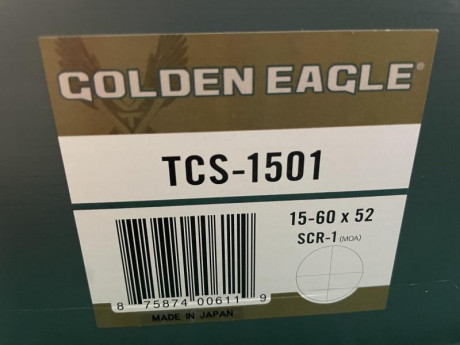 GOLDEN EAGLE®
TCS-1501
15-60 x 52
SCR-1 (MOA)
8 75874 00611 9
MADE IN JAPAN